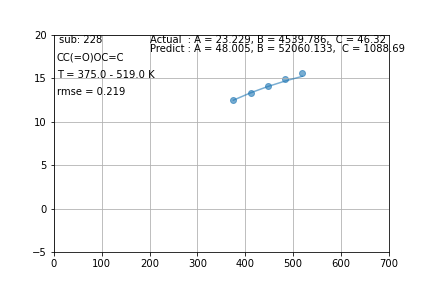 sub: 228
Actual : A = 23.229, B = 4539.786, C = 46.32
Predict : A = 48.005, B = 52060.133, C = 1088.69
CC(=O)OC=C
T = 375.0 - 519.0 K
rmse = 0.219
20
15
10
5
0
−5
0 100 200 300 400 500 600 700